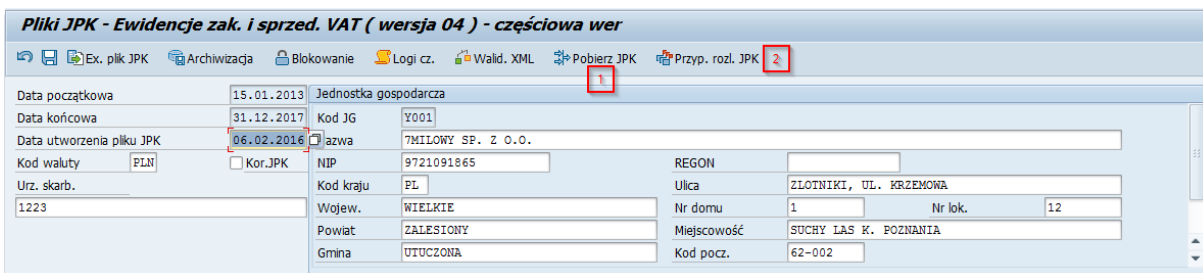 Pliki JPK - Ewidencje zak. i sprzed. VAT ( wersja 04 ) - częściowa wer
Ex. plik JPK Archiwizacja Blokowanie Logi cz. Walid. XML Pobierz JPK Przyp. rozl. JPK 2
1
Data początkowa 15.01.2013 Jednostka gospodarcza
Data końcowa 31.12.2017 Kod JG Y001
Data utworzenia pliku JPK 06.02.2016 azwa 7MILOWY SP. Z O.O.
Kod waluty PLN Kor.JPK NIP 9721091865 REGON
Urz. skarb. Kod kraju PL Ulica ZLOTNIKI, UL. KRZEMOWA
1223 Wojew. WIELKIE Nr domu 1 Nr lok. 12
Powiat ZALESIONY Miejscowość SUCHY LAS K. POZNANIA
Gmina UTUCZONA Kod pocz. 62-002